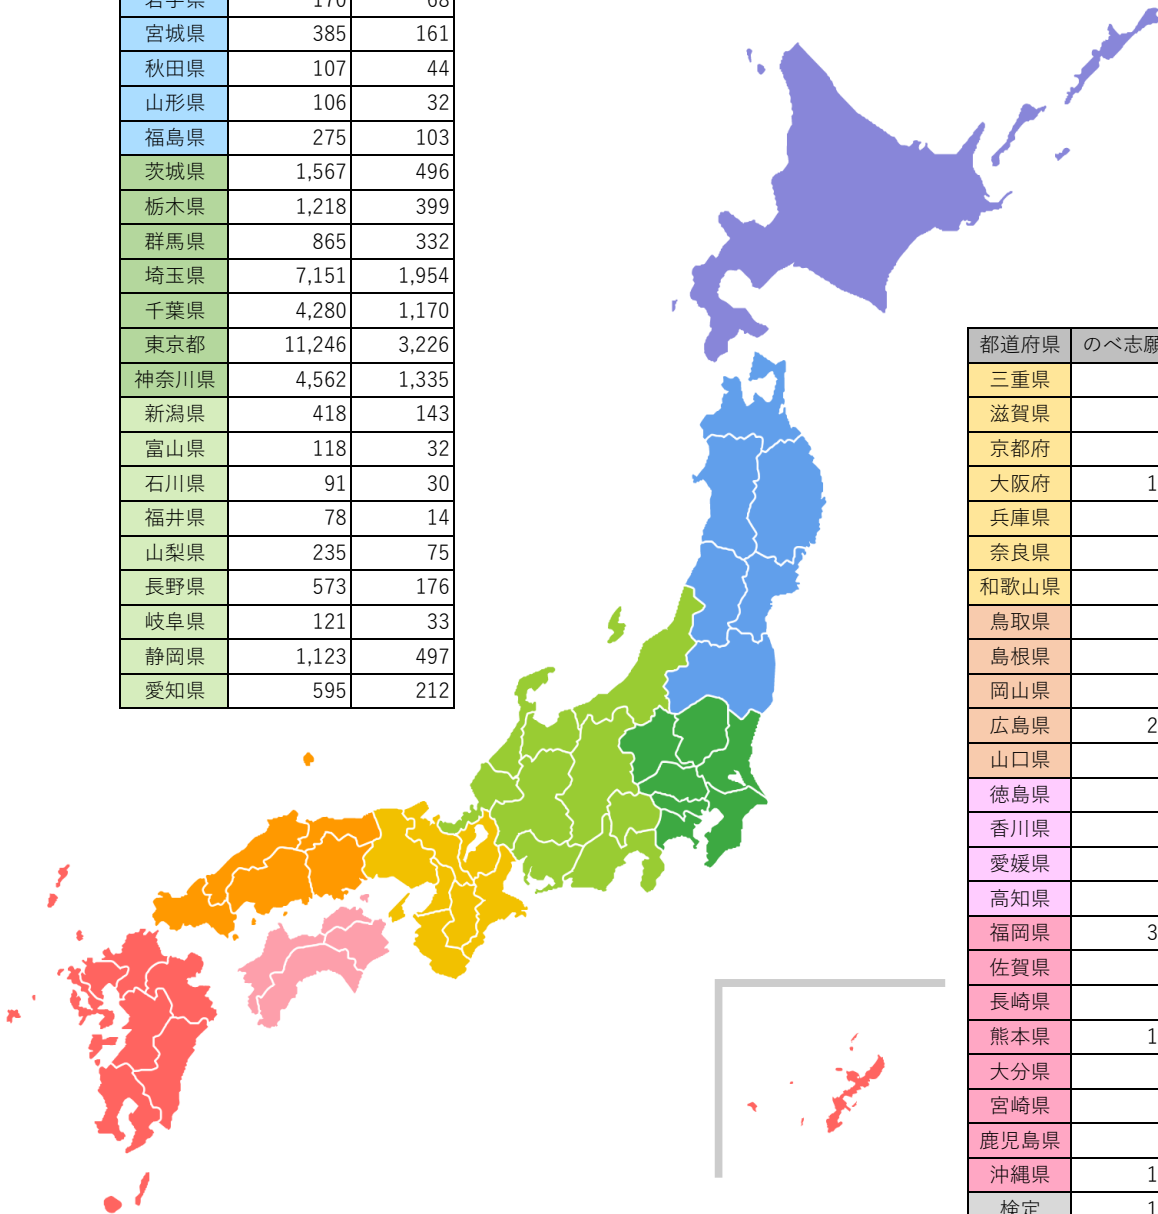 岩手県 170 68
宮城県 385 161
秋田県 107 44
山形県 106 32
福島県 275 103
茨城県 1,567 496
栃木県 1,218 399
群馬県 865 332
埼玉県 7,151 1,954
千葉県 4,280 1,170
東京都 11,246 3,226
神奈川県 4,562 1,335
新潟県 418 143
富山県 118 32
石川県 91 30
福井県 78 14
山梨県 235 75
長野県 573 176
岐阜県 121 33
静岡県 1,123 497
愛知県 595 212
都道府県 のべ志願
三重県
滋賀県
京都府
大阪府 1
兵庫県
奈良県
和歌山県
鳥取県
島根県
岡山県
広島県 2
山口県
徳島県
香川県
愛媛県
高知県
福岡県 3
佐賀県
長崎県
熊本県 1
大分県
宮崎県
鹿児島県
沖縄県 1
検定 1